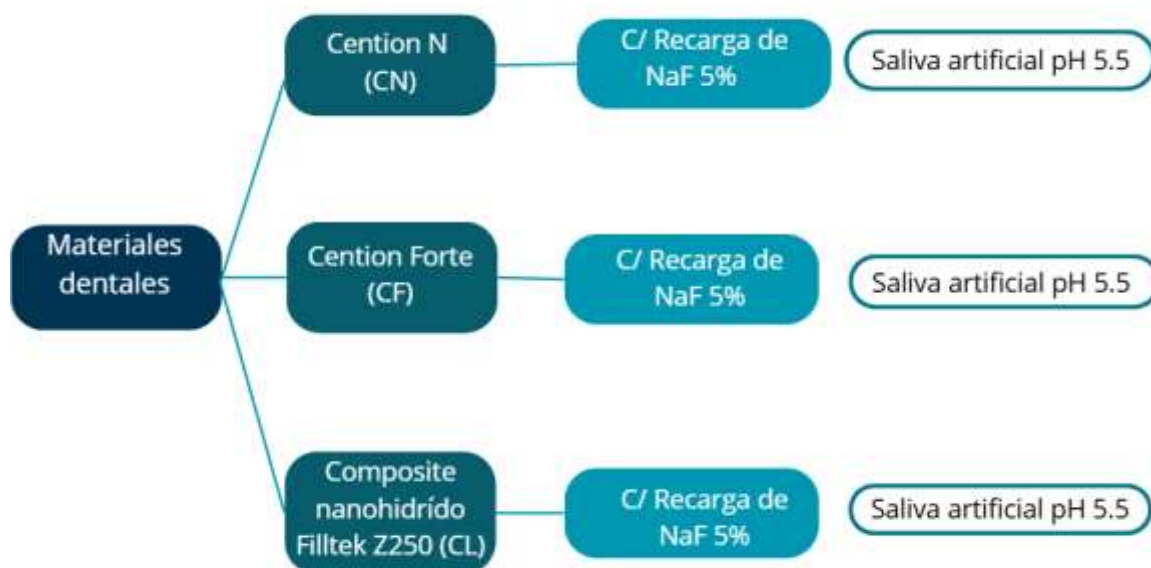 Materiales
dentales
Cention N
(CN)
C/ Recarga de
NaF 5%
Saliva artificial pH 5.5
Cention Forte
(CF)
C/ Recarga de
NaF 5%
Saliva artificial pH 5.5
Composite
nanohidrído
Filltek Z250 (CL)
C/ Recarga de
NaF 5%
Saliva artificial pH 5.5